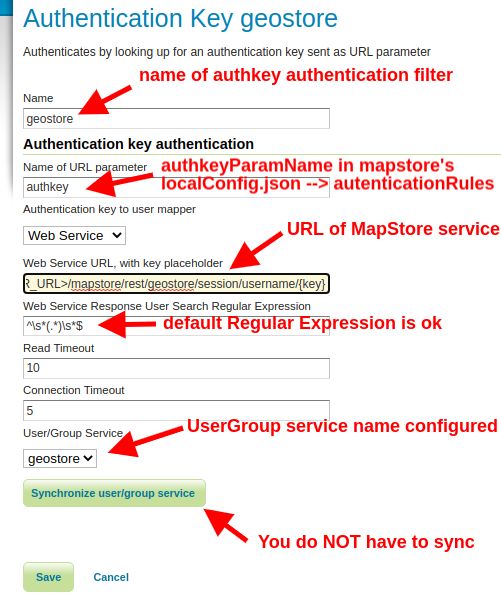 Authentication Key geostore
Authenticates by looking up for an authentication key sent as URL parameter
name of authkey authentication filter
Name
geostore
Authentication key authentication
Name of URL parameter
authkeyParamName in mapstore's
localConfig.json --> autenticationRules
authkey
Authentication key to user mapper
Web Service
URL of MapStore service
Web Service URL, with key placeholder
R_URL>/mapstore/rest/geostore/session/username/{key}
Web Service Response User Search Regular Expression
^\s*(.*)\s*$
default Regular Expression is ok
Read Timeout
10
Connection Timeout
5
User/Group Service
UserGroup service name configured
geostore
Synchronize user/group service
You do NOT have to sync
Save
Cancel